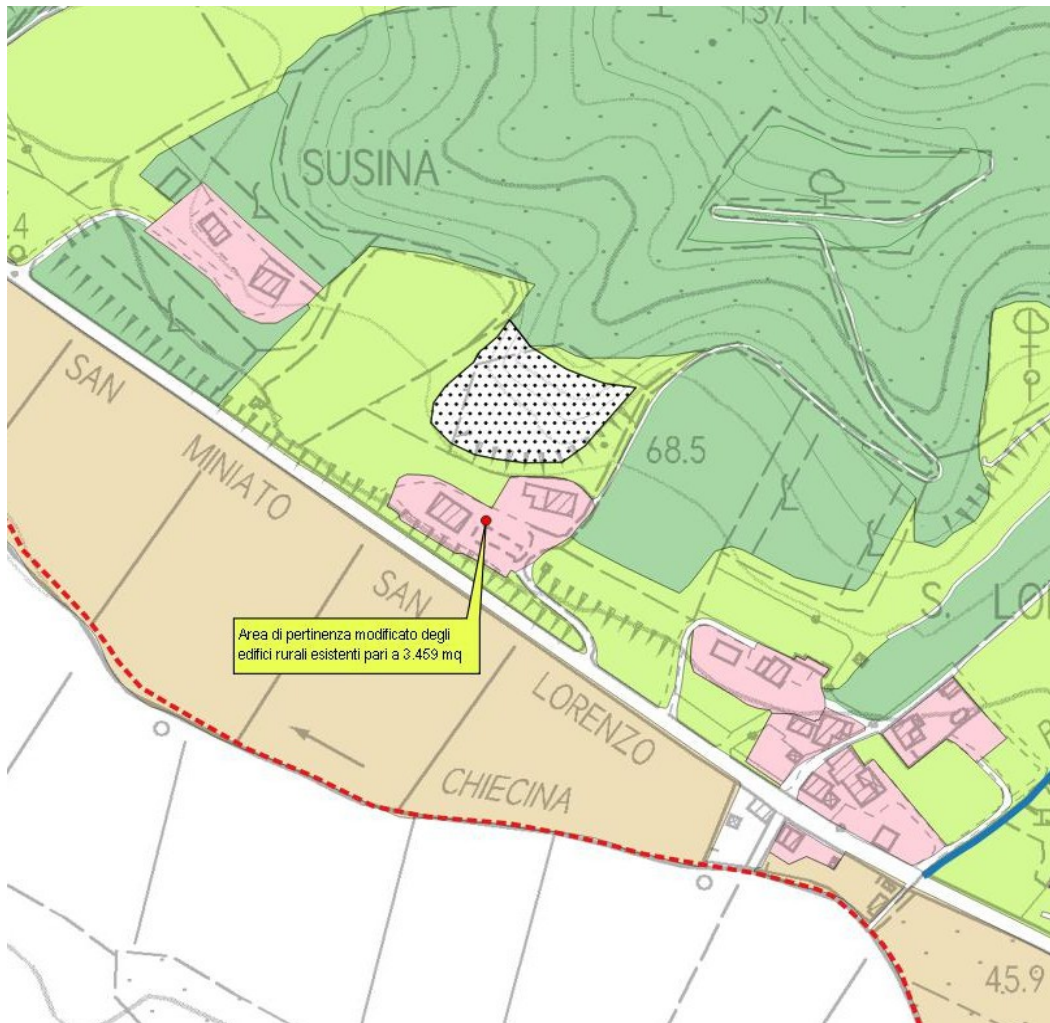 137.1
SUSINA
.4
SAN
MINIATO
68.5
SAN
S. LO
Area di pertinenza modificato degli
edifici rurali esistenti pari a 3.459 mq
LORENZO
CHIECINA
45.9